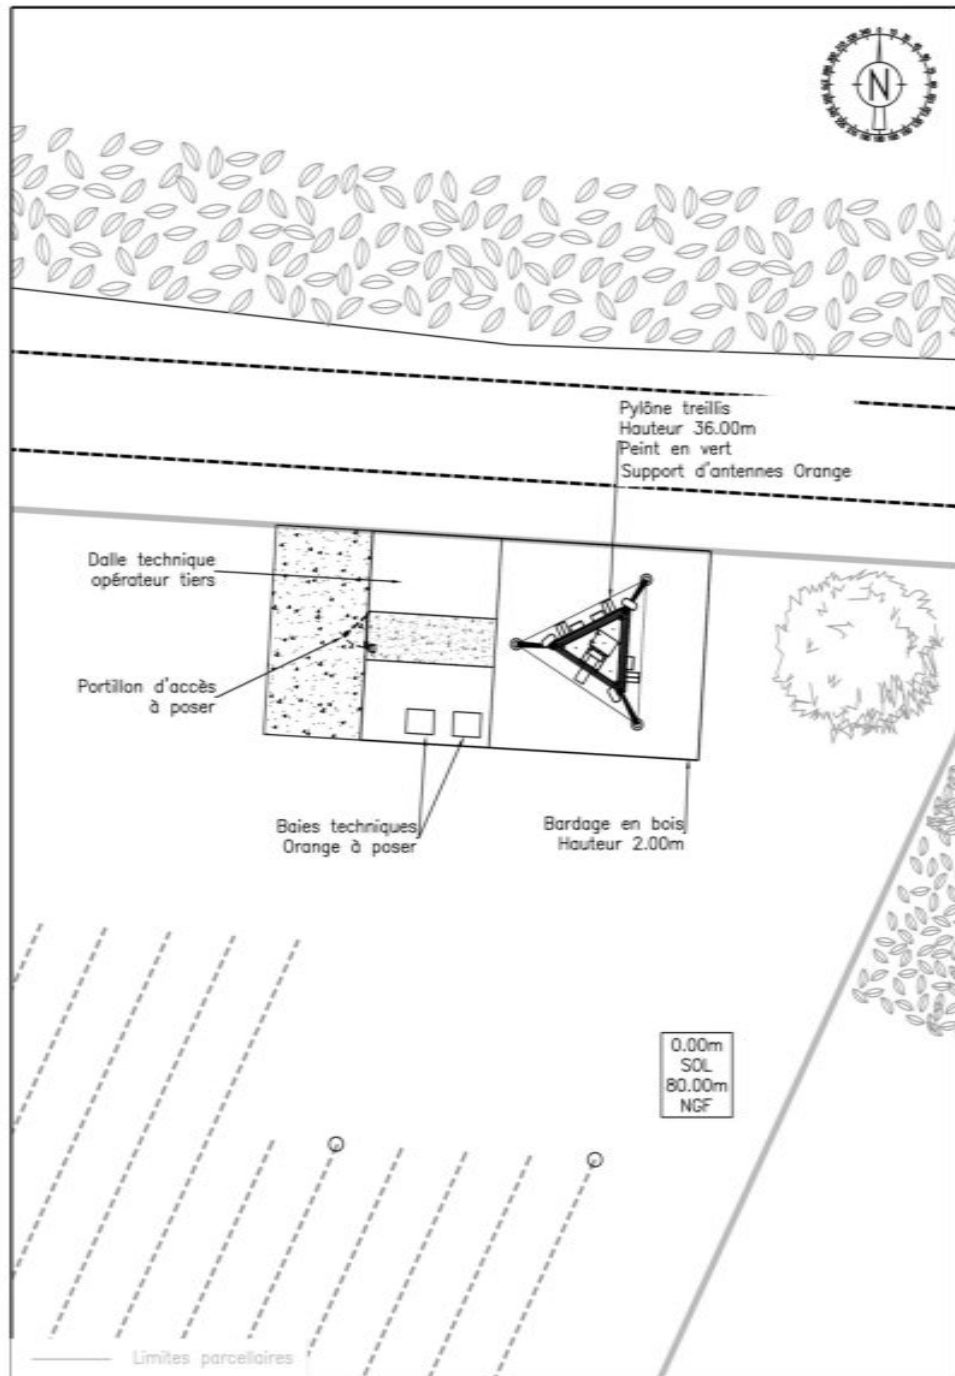 N
Pylône treillis
Hauteur 36.00m
Peint en vert
Support d'antennes Orange
Dalle technique
opérateur tiers
Portillon d'accès
à poser
Baies techniques
Orange à poser
Bardage en bois
Hauteur 2.00m
0.00m
SOL
80.00m
NGF
Limites parcellaires